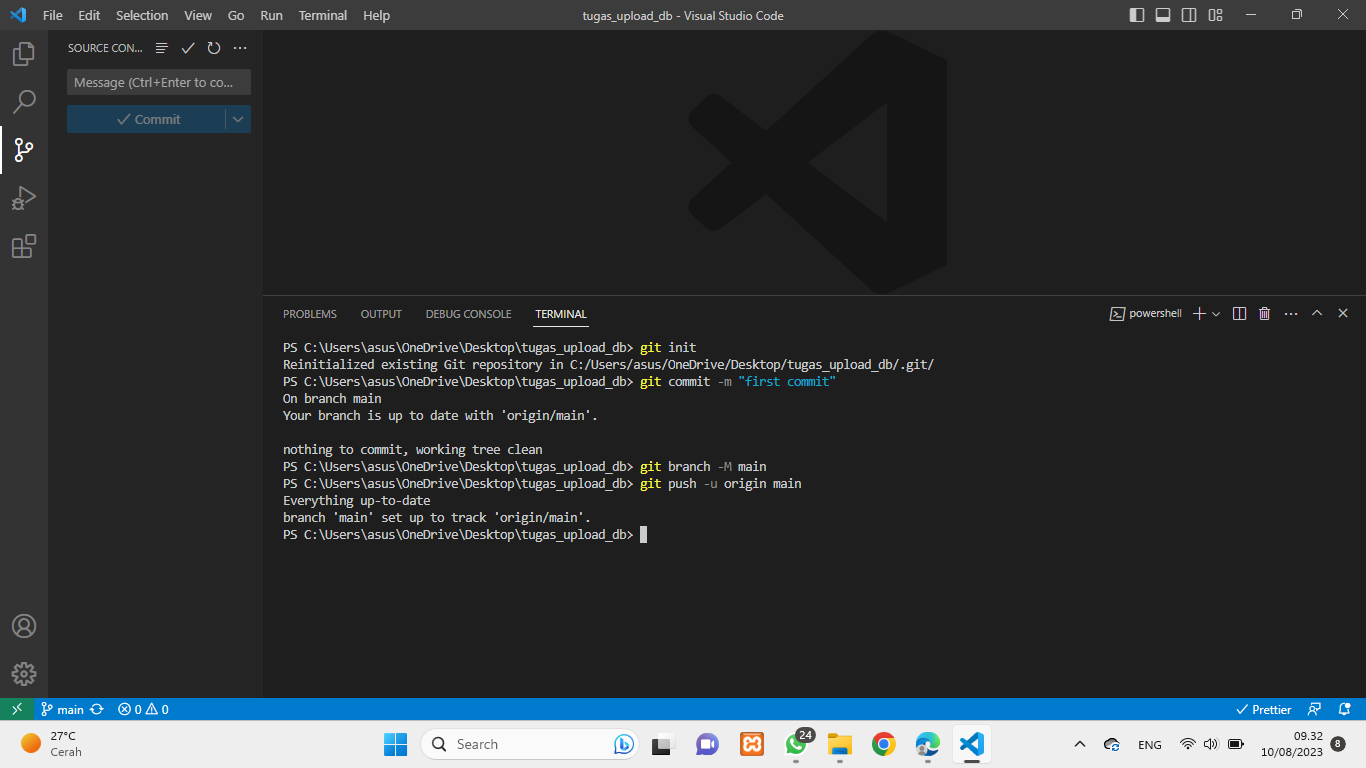 File Edit Selection View Go Run Terminal Help
tugas_upload_db - Visual Studio Code
SOURCE CON...
Message (Ctrl+Enter to co...
Commit
PROBLEMS OUTPUT DEBUG CONSOLE TERMINAL
powershell
PS C:\Users\asus\OneDrive\Desktop\tugas_upload_db> git init
Reinitialized existing Git repository in C:/Users/asus/OneDrive/Desktop/tugas_upload_db/.git/
PS C:\Users\asus\OneDrive\Desktop\tugas_upload_db> git commit -m "first commit"
On branch main
Your branch is up to date with 'origin/main'.
nothing to commit, working tree clean
PS C:\Users\asus\OneDrive\Desktop\tugas_upload_db> git branch -M main
PS C:\Users\asus\OneDrive\Desktop\tugas_upload_db> git push -u origin main
Everything up-to-date
branch 'main' set up to track 'origin/main'.
PS C:\Users\asus\OneDrive\Desktop\tugas_upload_db>
main 0 0
Prettier
27°C
Cerah
Search
24
ENG
09.32
10/08/2023
8